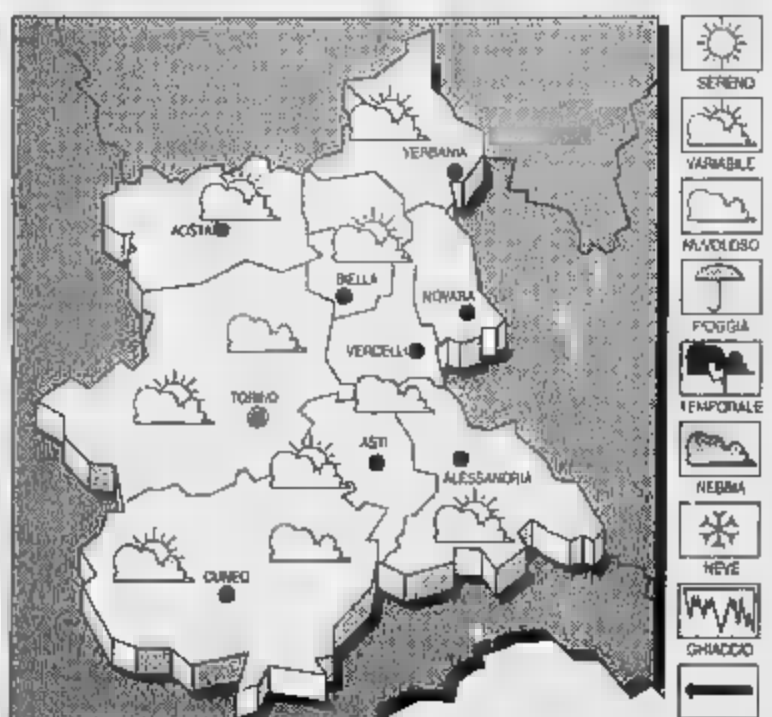 VERBANIA
AOSTA
BIELLA
NOVARA
VERCELLI
TORINO
ASTI
ALESSANDRIA
CUNEO
SERENO
VARIABILE
NUVOLOSO
PIOGGIA
TEMPORALE
NEBBIA
NEVE
GHIACCIO